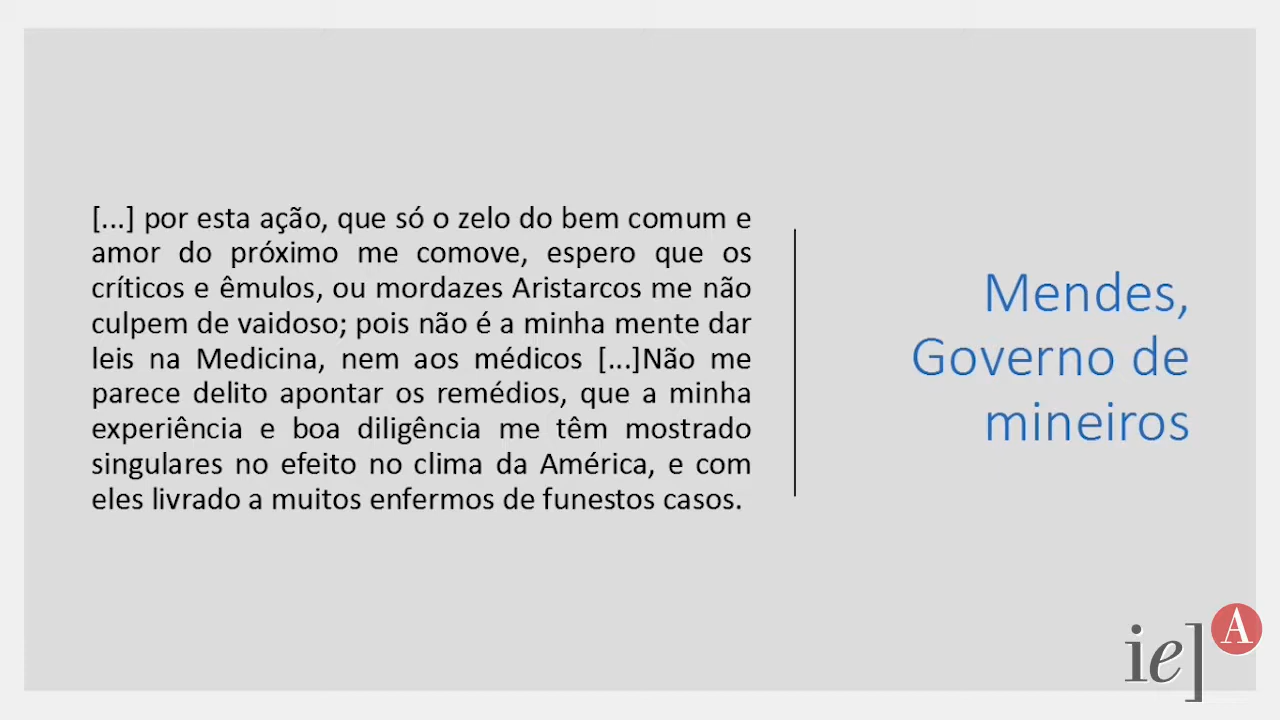 [...] por esta ação, que só o zelo do bem comum e
amor do próximo me comove, espero que os
críticos e êmulos, ou mordazes Aristarcos me não
culpem de vaidoso; pois não é a minha mente dar
leis na Medicina, nem aos médicos [...]Não me
parece delito apontar os remédios, que a minha
experiência e boa diligência me têm mostrado
singulares no efeito no clima da América, e com
eles livrado a muitos enfermos de funestos casos.
Mendes,
Governo de
mineiros
ie] A